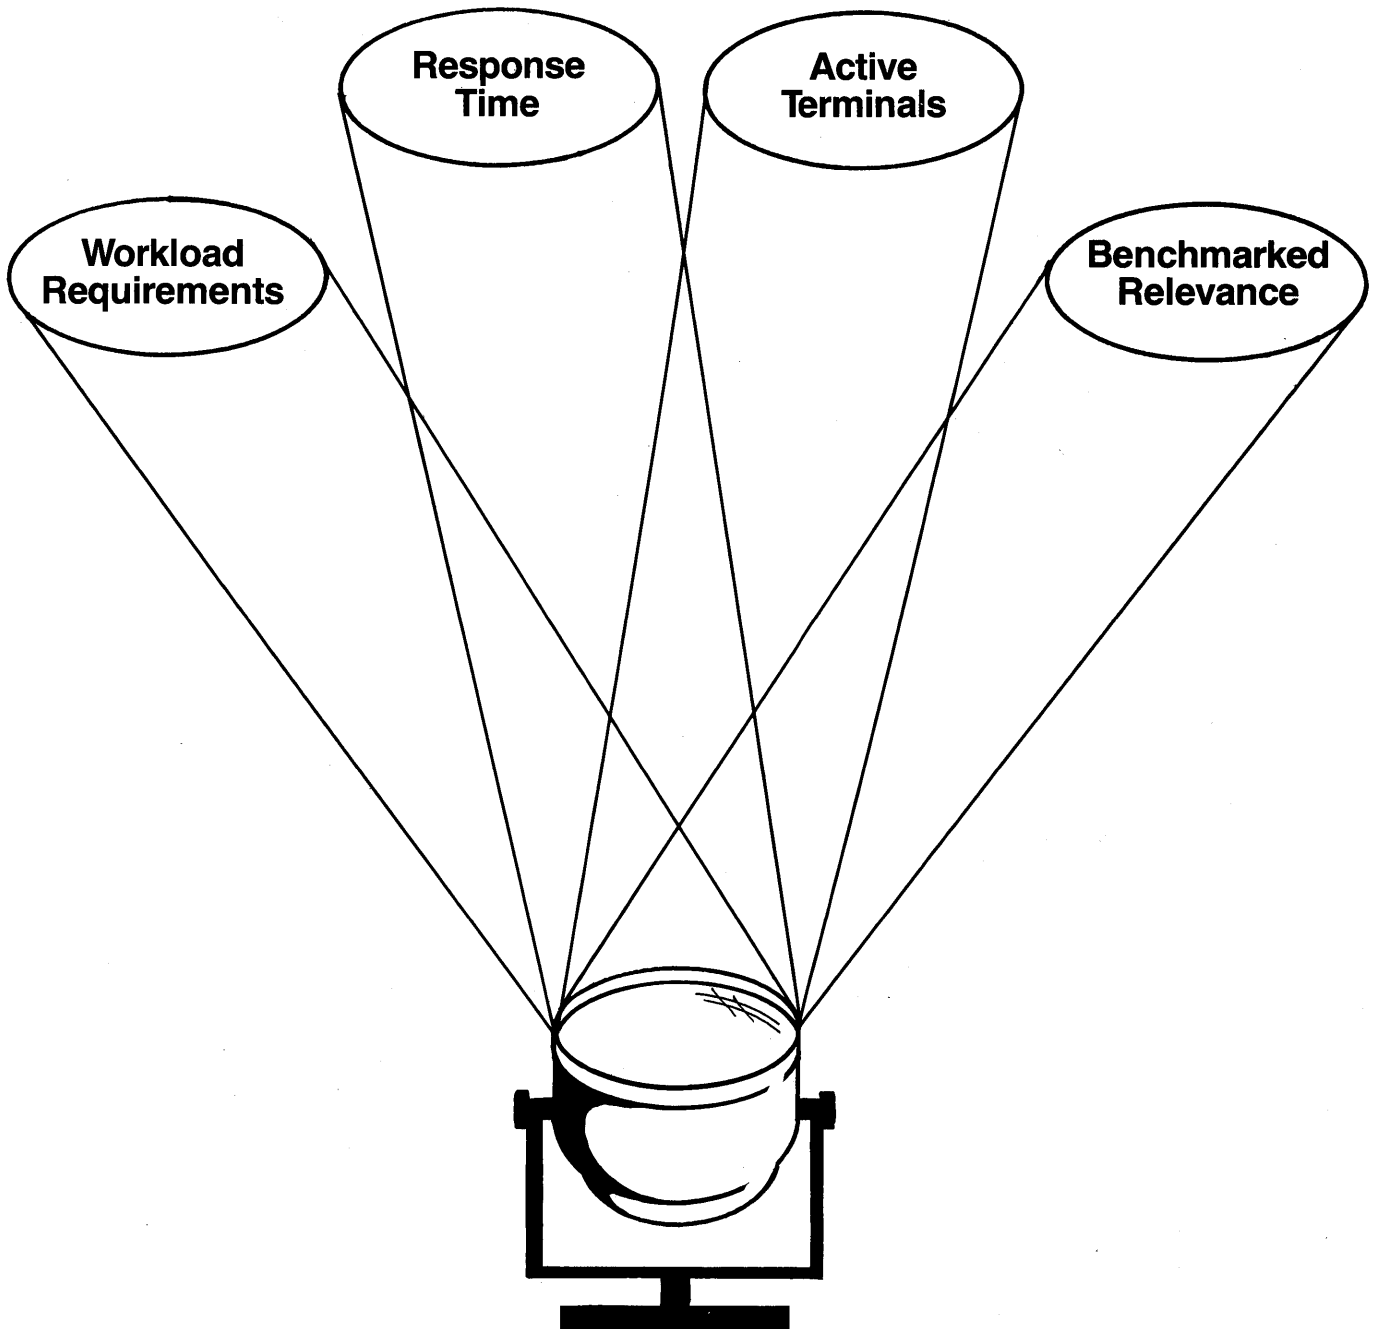 Response
Time
Active
Terminals
Workload
Requirements
Benchmarked
Relevance